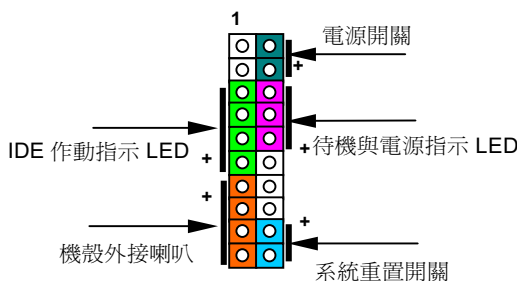 1
電源開關
+
IDE 作動指示 LED
+
+ 待機與電源指示 LED
+
機殼外接喇叭
+
系統重置開關